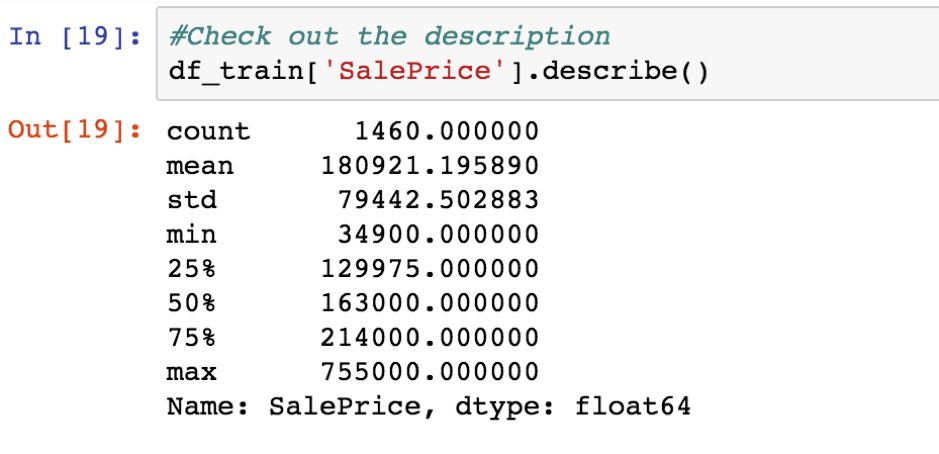 In [19]: #Check out the description
df_train['SalePrice'].describe()
Out[19]: count 1460.000000
mean 180921.195890
std 79442.502883
min 34900.000000
25% 129975.000000
50% 163000.000000
75% 214000.000000
max 755000.000000
Name: SalePrice, dtype: float64